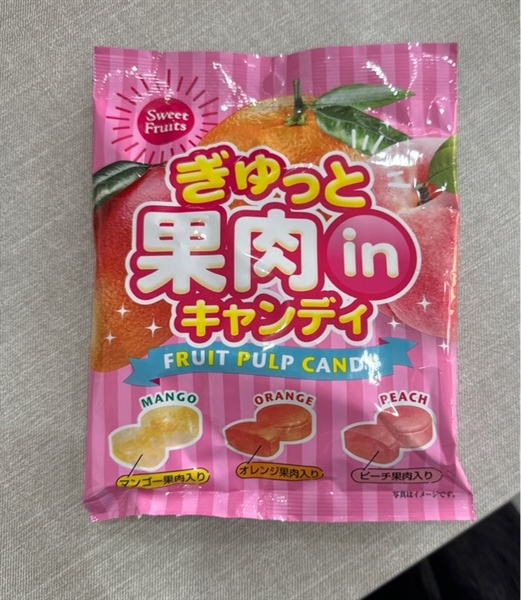 Sweet
Fruits
ぎゅっと
果肉in
キャンディ
FRUIT PULP CANDY
MANGO
ORANGE
PEACH
マンゴー果肉入り
オレンジ果肉入り
ピーチ果肉入り
写真はイメージです。